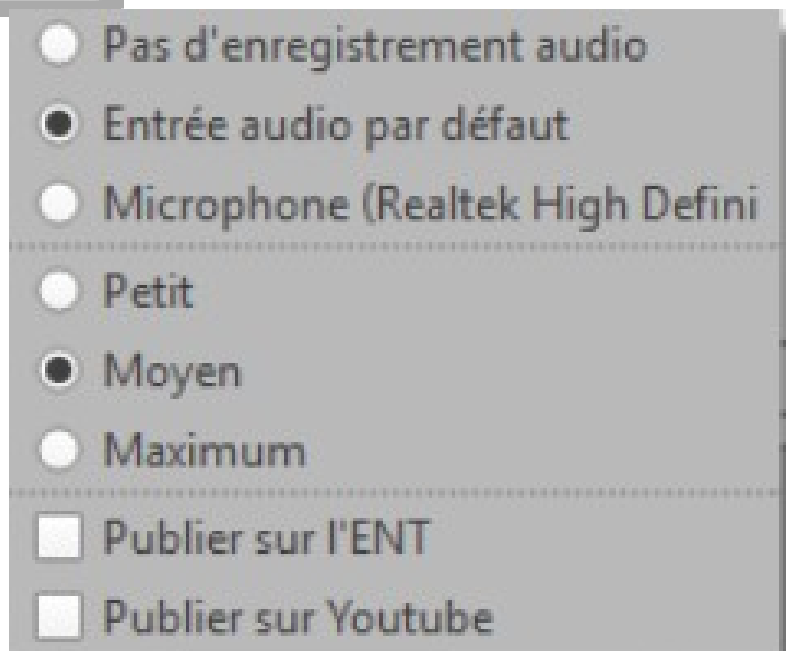 Pas d'enregistrement audio
Entrée audio par défaut
Microphone (Realtek High Defini
Petit
Moyen
Maximum
Publier sur l'ENT
Publier sur Youtube